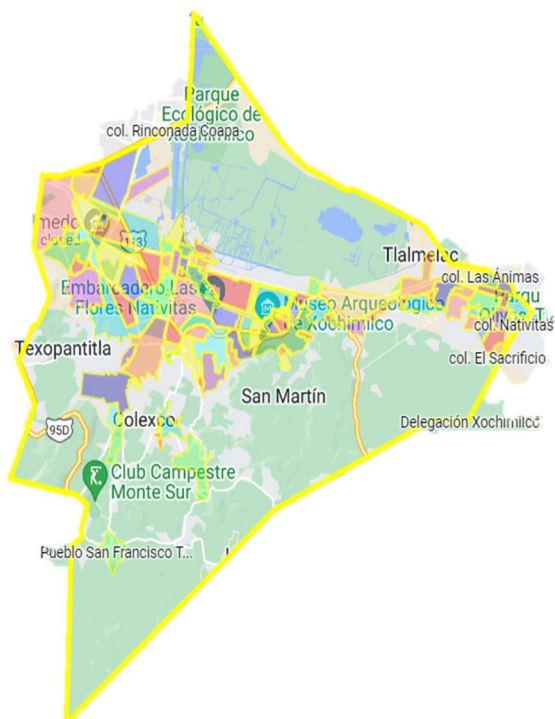 Parque
Ecológico de
Xochimilco
col. Rinconada Coapa
113
Embarcadero Las
Flores Nativitas
Tlalmelac
col. Las Ánimas
Museo Arqueológico
de Xochimilco
col. Nativitas
col. El Sacrificio
Texopantitla
San Martín
Colexco
Delegación Xochimilco
95D
Club Campestre
Monte Sur
Pueblo San Francisco T...